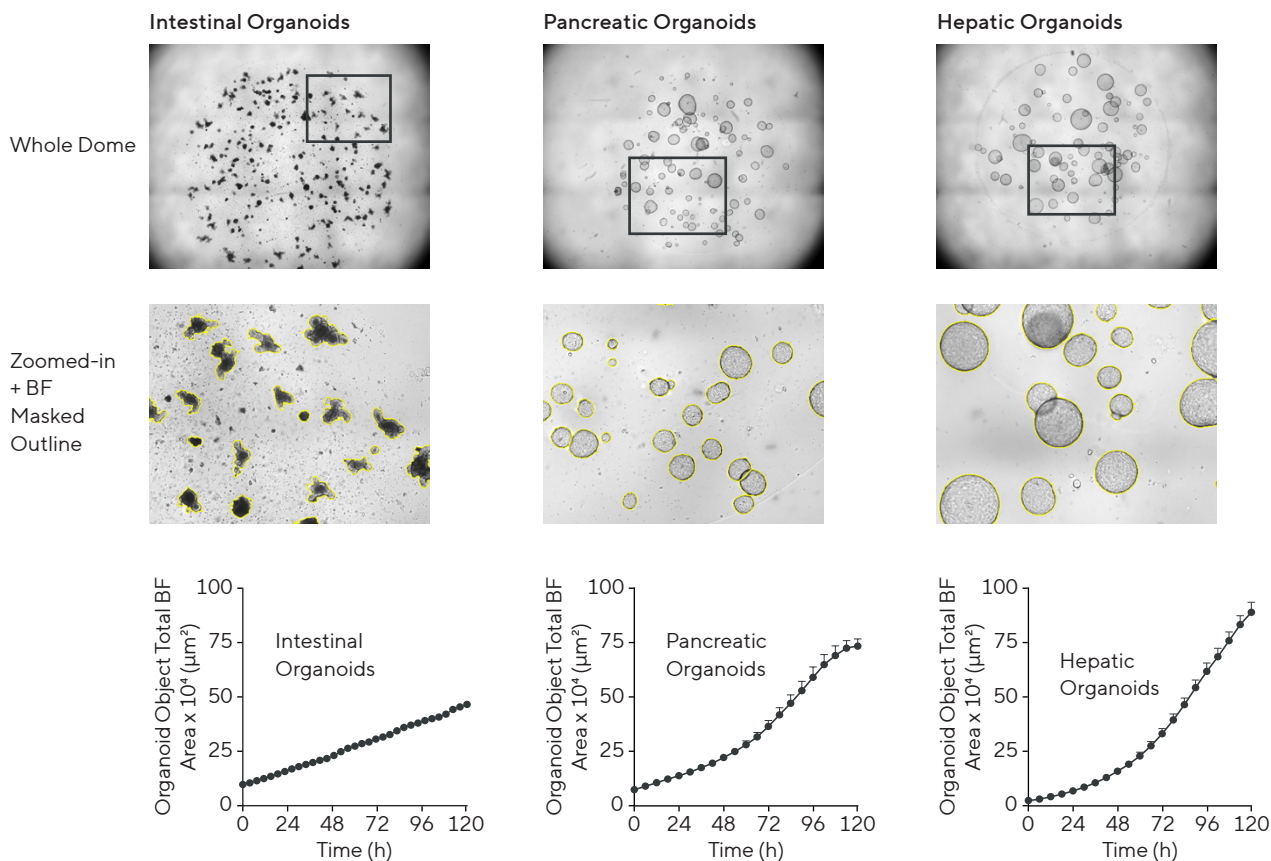 Intestinal Organoids
Pancreatic Organoids
Hepatic Organoids
Whole Dome
Zoomed-in
+ BF
Masked
Outline
Organoid Object Total BF
Area x 10⁴ (µm²)
100
75
50
25
0
Intestinal
Organoids
0 24 48 72 96 120
Time (h)
Organoid Object Total BF
Area x 10⁴ (µm²)
100
75
50
25
0
Pancreatic
Organoids
0 24 48 72 96 120
Time (h)
Organoid Object Total BF
Area x 10⁴ (µm²)
100
75
50
25
0
Hepatic
Organoids
0 24 48 72 96 120
Time (h)